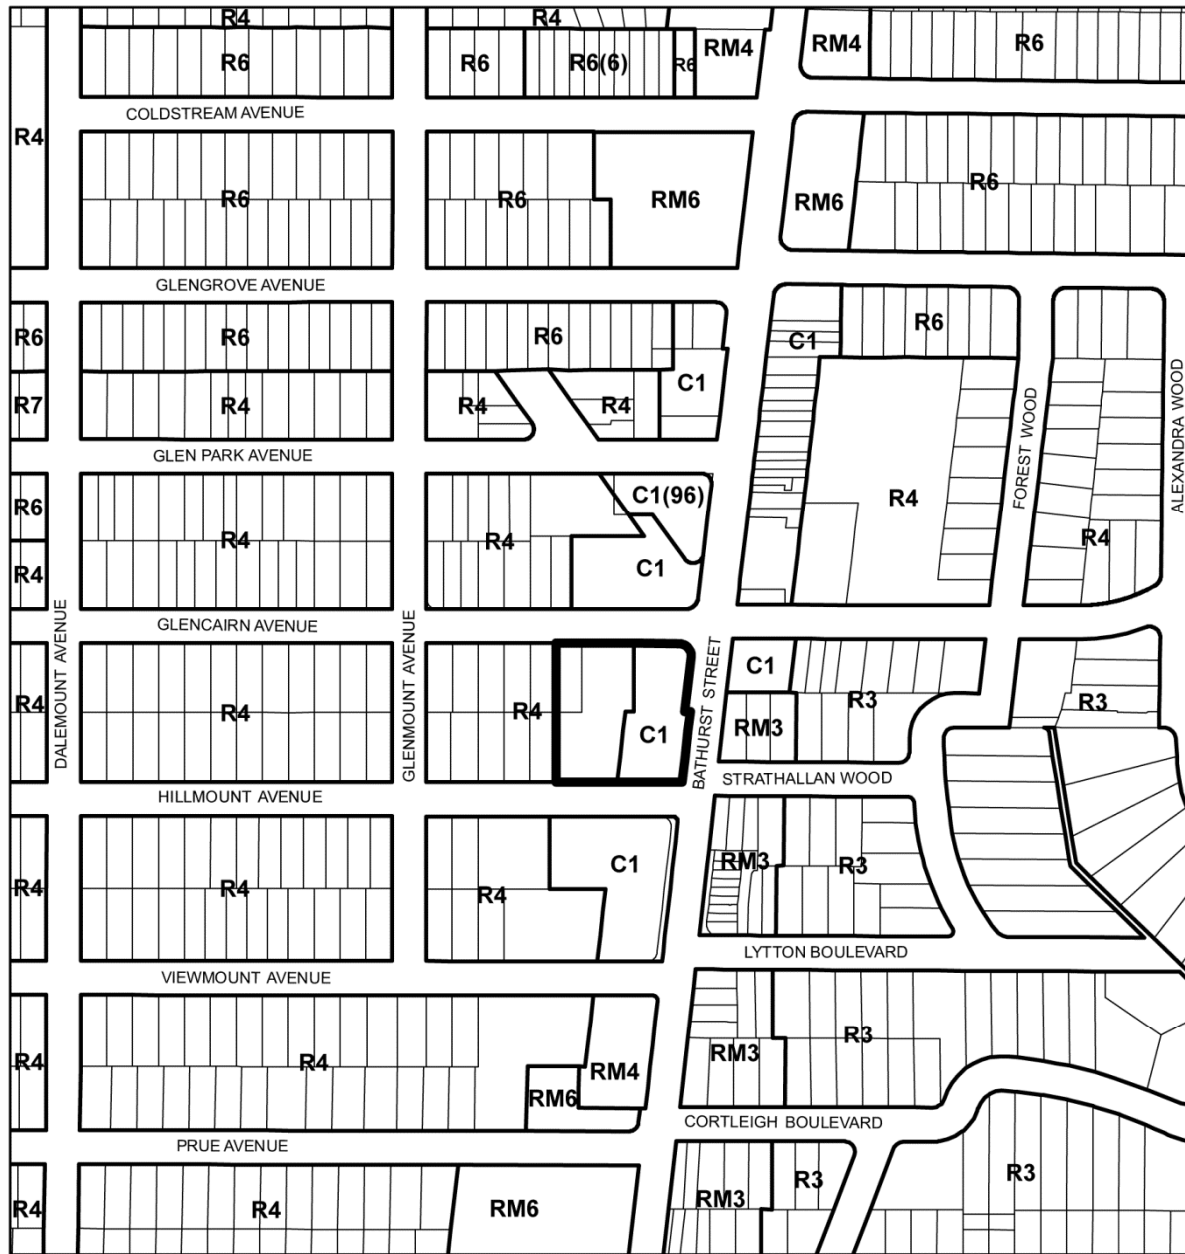 R4
R4
R6
R6
R6(6)
R6
RM4
RM4
R6
COLDSTREAM AVENUE
R4
R6
R6
RM6
RM6
R6
GLENGROVE AVENUE
R6
R6
R6
C1
C1
R6
R7
R4
R4
R4
GLEN PARK AVENUE
FOREST WOOD
ALEXANDRA WOOD
R6
C1(96)
R4
R4
R4
R4
R4
C1
GLENCAIRN AVENUE
DALEMOUNT AVENUE
GLENMOUNT AVENUE
BATHURST STREET
C1
R4
R4
R4
C1
RM3
R3
R3
STRATHALLAN WOOD
HILLMOUNT AVENUE
R4
R4
R4
C1
RM3
R3
LYTTON BOULEVARD
VIEWMOUNT AVENUE
R4
R4
RM4
RM6
RM3
R3
CORTLEIGH BOULEVARD
PRUE AVENUE
R4
R4
RM6
RM3
R3
R3